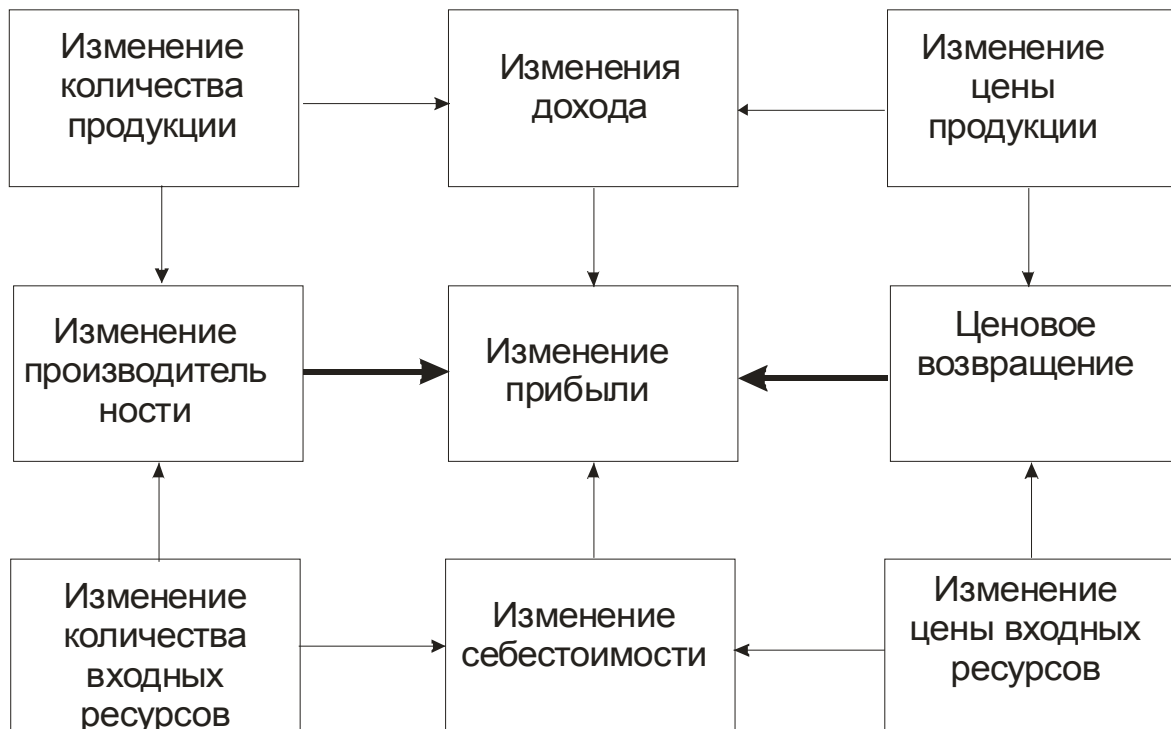 Изменение
количества
продукции
Изменения
дохода
Изменение
цены
продукции
Изменение
производитель
ности
Изменение
прибыли
Ценовое
возвращение
Изменение
количества
входных
ресурсов
Изменение
себестоимости
Изменение
цены входных
ресурсов